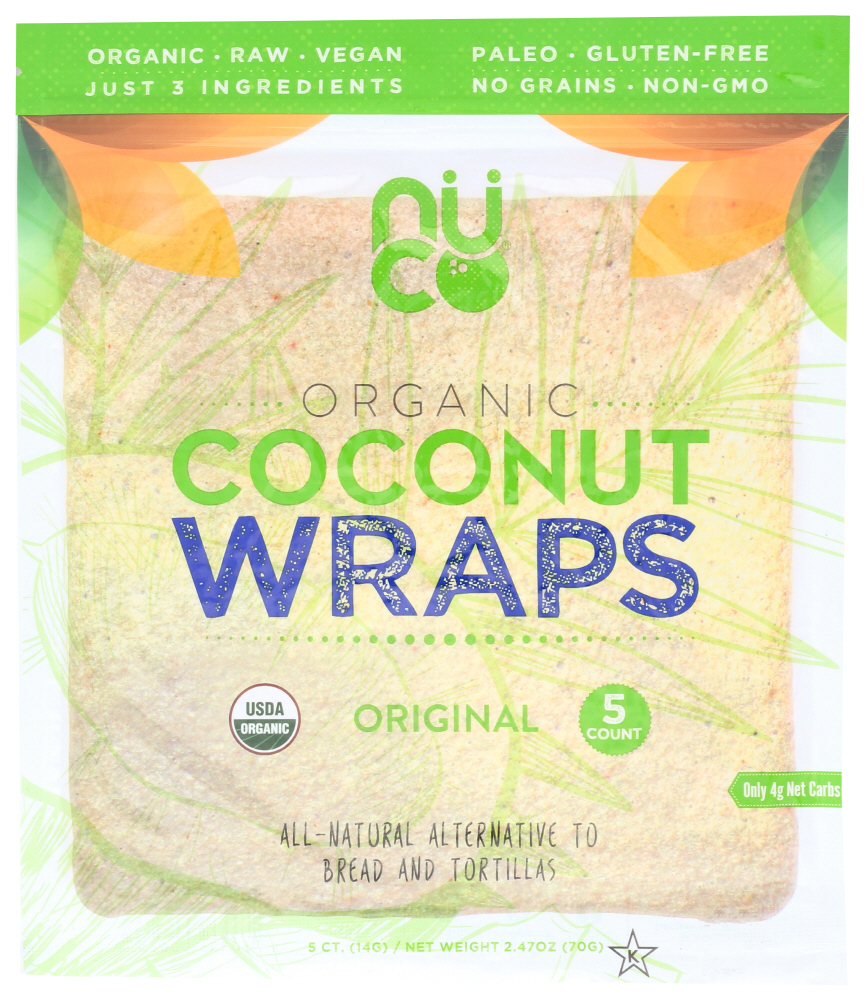 ORGANIC • RAW • VEGAN
JUST 3 INGREDIENTS
PALEO • GLUTEN-FREE
NO GRAINS • NON-GMO
nü
co
ORGANIC
COCONUT
WRAPS
USDA
ORGANIC
ORIGINAL
5
COUNT
Only 4g Net Carbs
ALL-NATURAL ALTERNATIVE TO
BREAD AND TORTILLAS
5 CT. (14G) / NET WEIGHT 2.47OZ (70G)
K